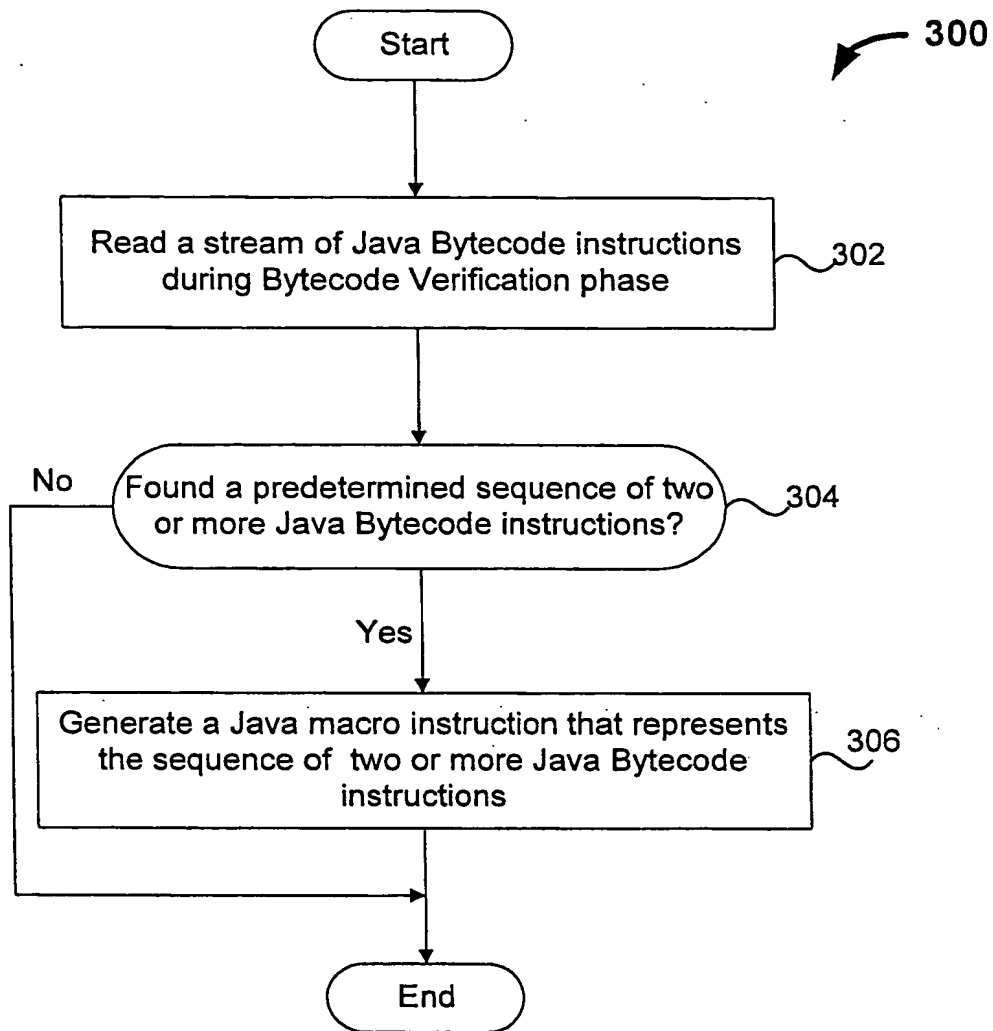 Start
300
Read a stream of Java Bytecode instructions
during Bytecode Verification phase
302
No
Found a predetermined sequence of two
or more Java Bytecode instructions?
304
Yes
Generate a Java macro instruction that represents
the sequence of two or more Java Bytecode
instructions
306
End